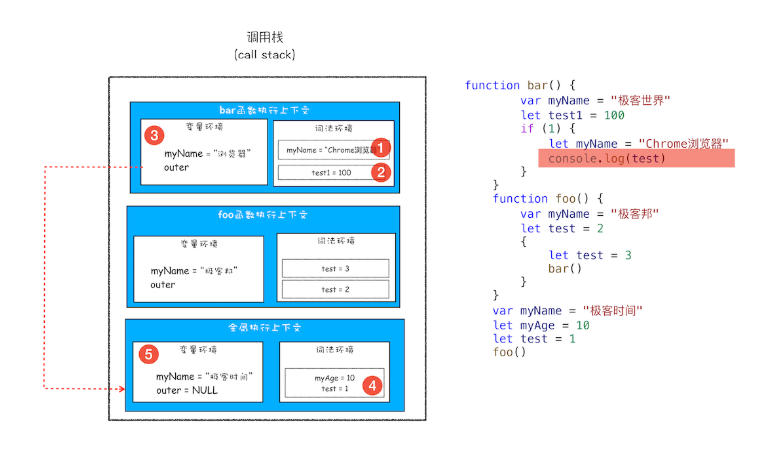 调用栈
(call stack)
bar函数执行上下文
变量环境
3
myName = "浏览器"
outer
词法环境
myName = "Chrome浏览器"
1
test1 = 100
2
foo函数执行上下文
变量环境
myName = "极客邦"
outer
词法环境
test = 3
test = 2
全局执行上下文
5
变量环境
myName = "极客时间"
outer = NULL
词法环境
myAge = 10
test = 1
4
function bar() {
var myName = "极客世界"
let test1 = 100
if (1) {
let myName = "Chrome浏览器"
console.log(test)
}
}
function foo() {
var myName = "极客邦"
let test = 2
{
let test = 3
bar()
}
}
var myName = "极客时间"
let myAge = 10
let test = 1
foo()